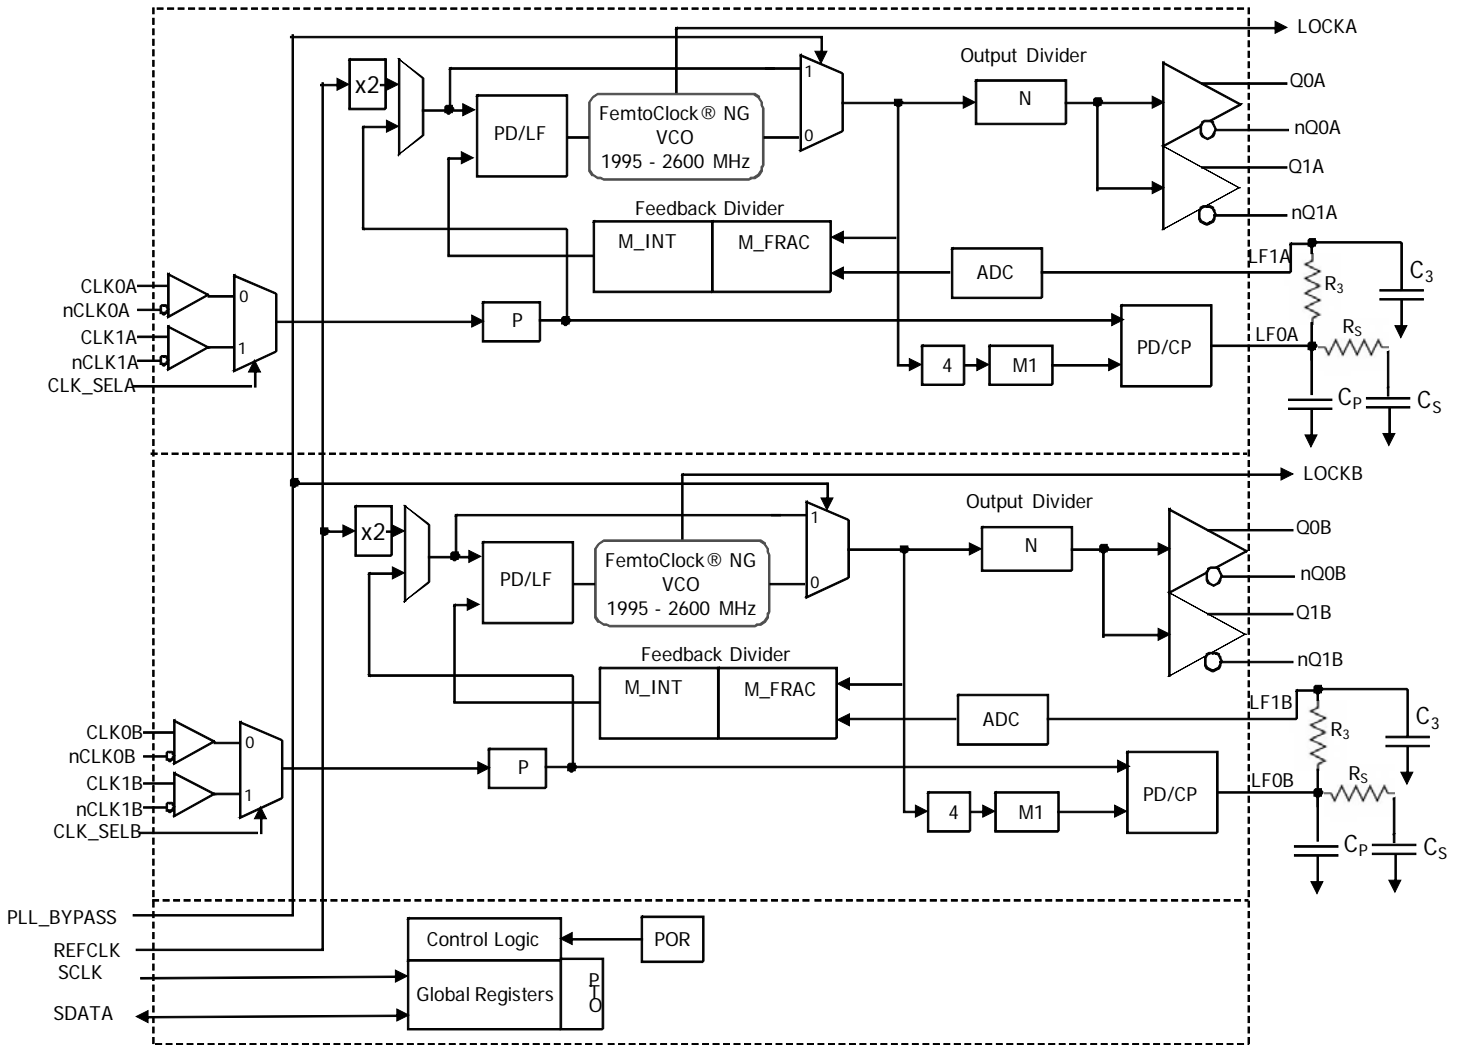 LOCKA
Output Divider
x2
1
Q0A
N
FemtoClock® NG
VCO
1995 - 2600 MHz
PD/LF
0
nQ0A
Q1A
Feedback Divider
nQ1A
M_INT
M_FRAC
LF1A
ADC
C3
R3
CLK0A
0
nCLK0A
P
CLK1A
1
nCLK1A
PD/CP
LF0A
RS
4
M1
CLK_SELA
CP
CS
LOCKB
Output Divider
x2
1
Q0B
N
FemtoClock® NG
VCO
1995 - 2600 MHz
PD/LF
0
nQ0B
Q1B
Feedback Divider
nQ1B
M_INT
M_FRAC
LF1B
ADC
C3
R3
CLK0B
0
nCLK0B
P
CLK1B
1
nCLK1B
PD/CP
LF0B
RS
4
M1
CLK_SELB
CP
CS
PLL_BYPASS
Control Logic
POR
REFCLK
SCLK
Global Registers
OTP
SDATA